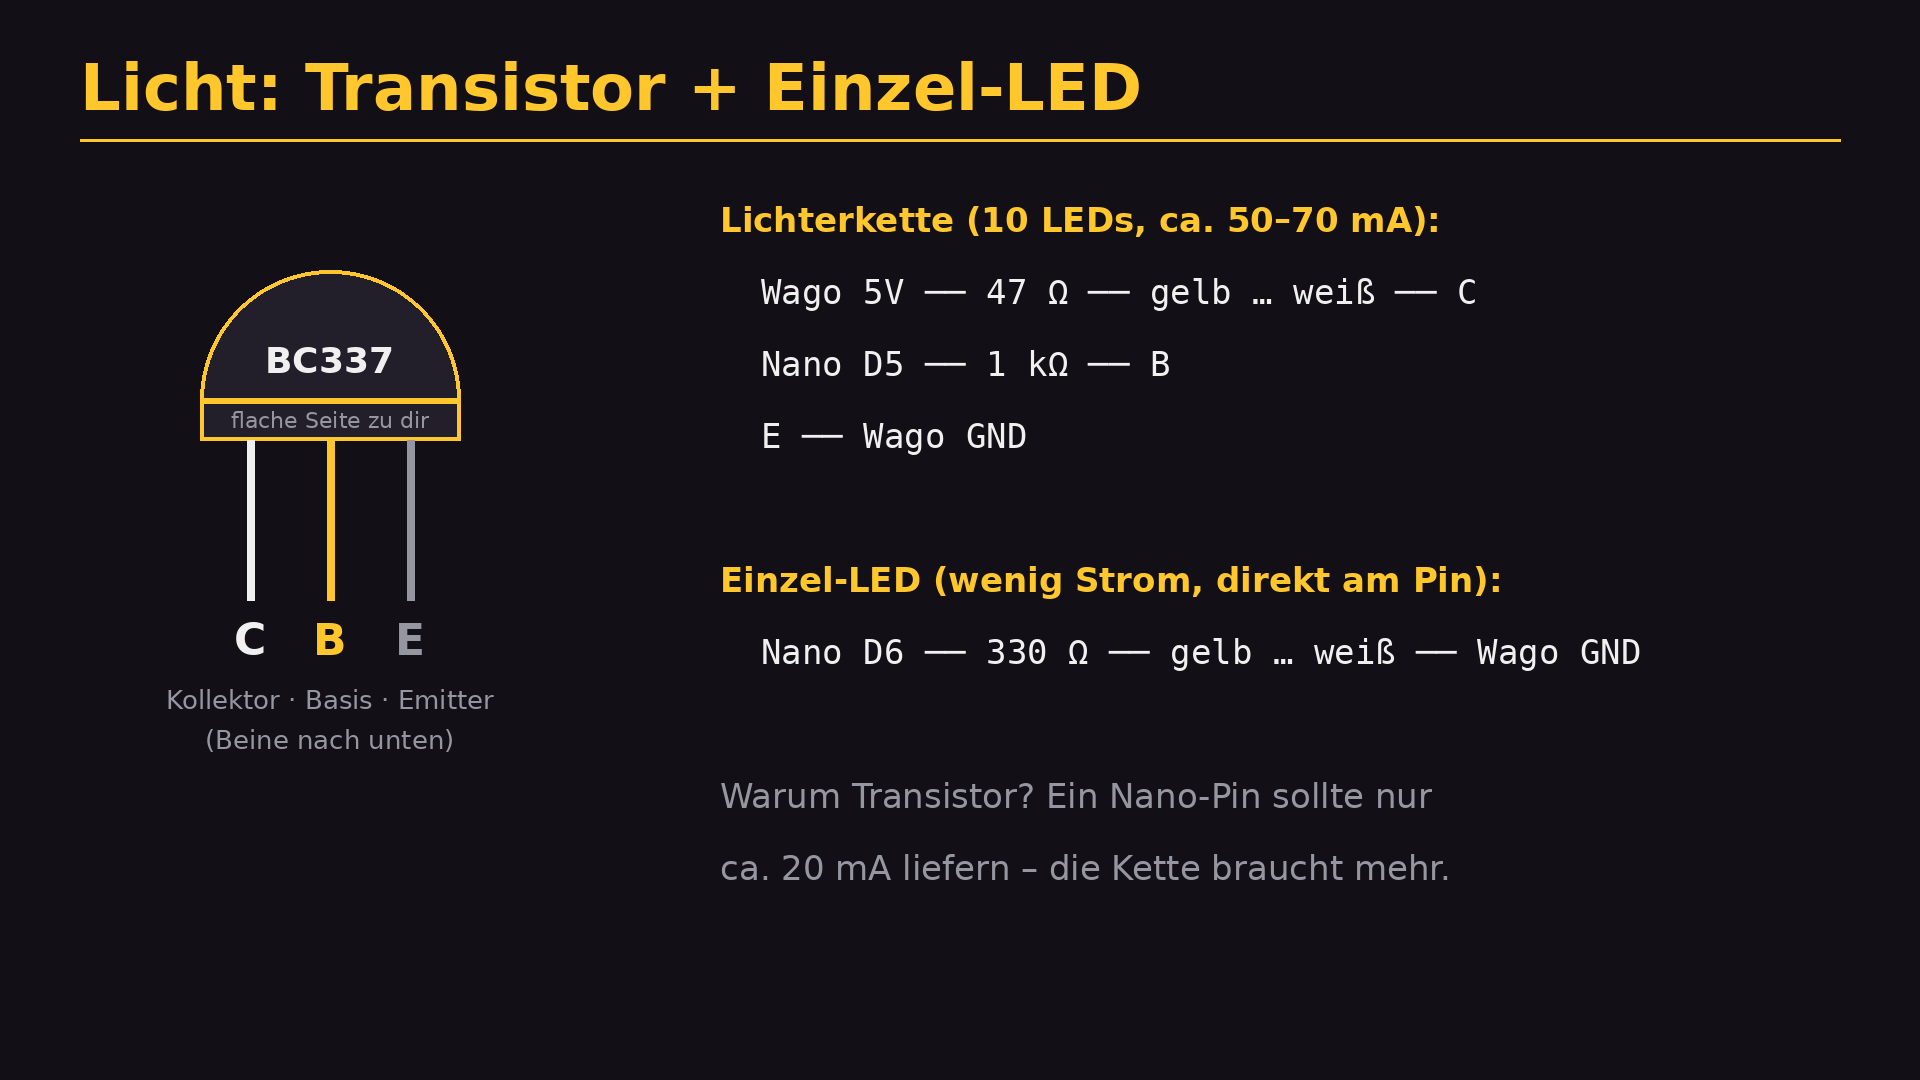 Licht: Transistor + Einzel-LED
BC337
flache Seite zu dir
C B E
Kollektor · Basis · Emitter
(Beine nach unten)
Lichterkette (10 LEDs, ca. 50–70 mA):
Wago 5V ── 47 Ω ── gelb … weiß ── C
Nano D5 ── 1 kΩ ── B
E ── Wago GND
Einzel-LED (wenig Strom, direkt am Pin):
Nano D6 ── 330 Ω ── gelb … weiß ── Wago GND
Warum Transistor? Ein Nano-Pin sollte nur
ca. 20 mA liefern – die Kette braucht mehr.